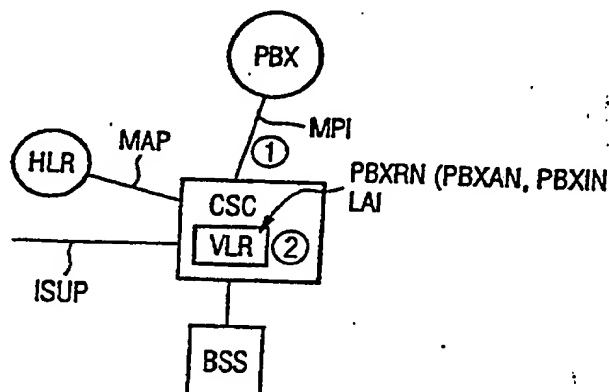 PBX
MAP
MPI
HLR
1
PBXRN (PBXAN, PBXIN
LAI
CSC
VLR
2
ISUP
BSS